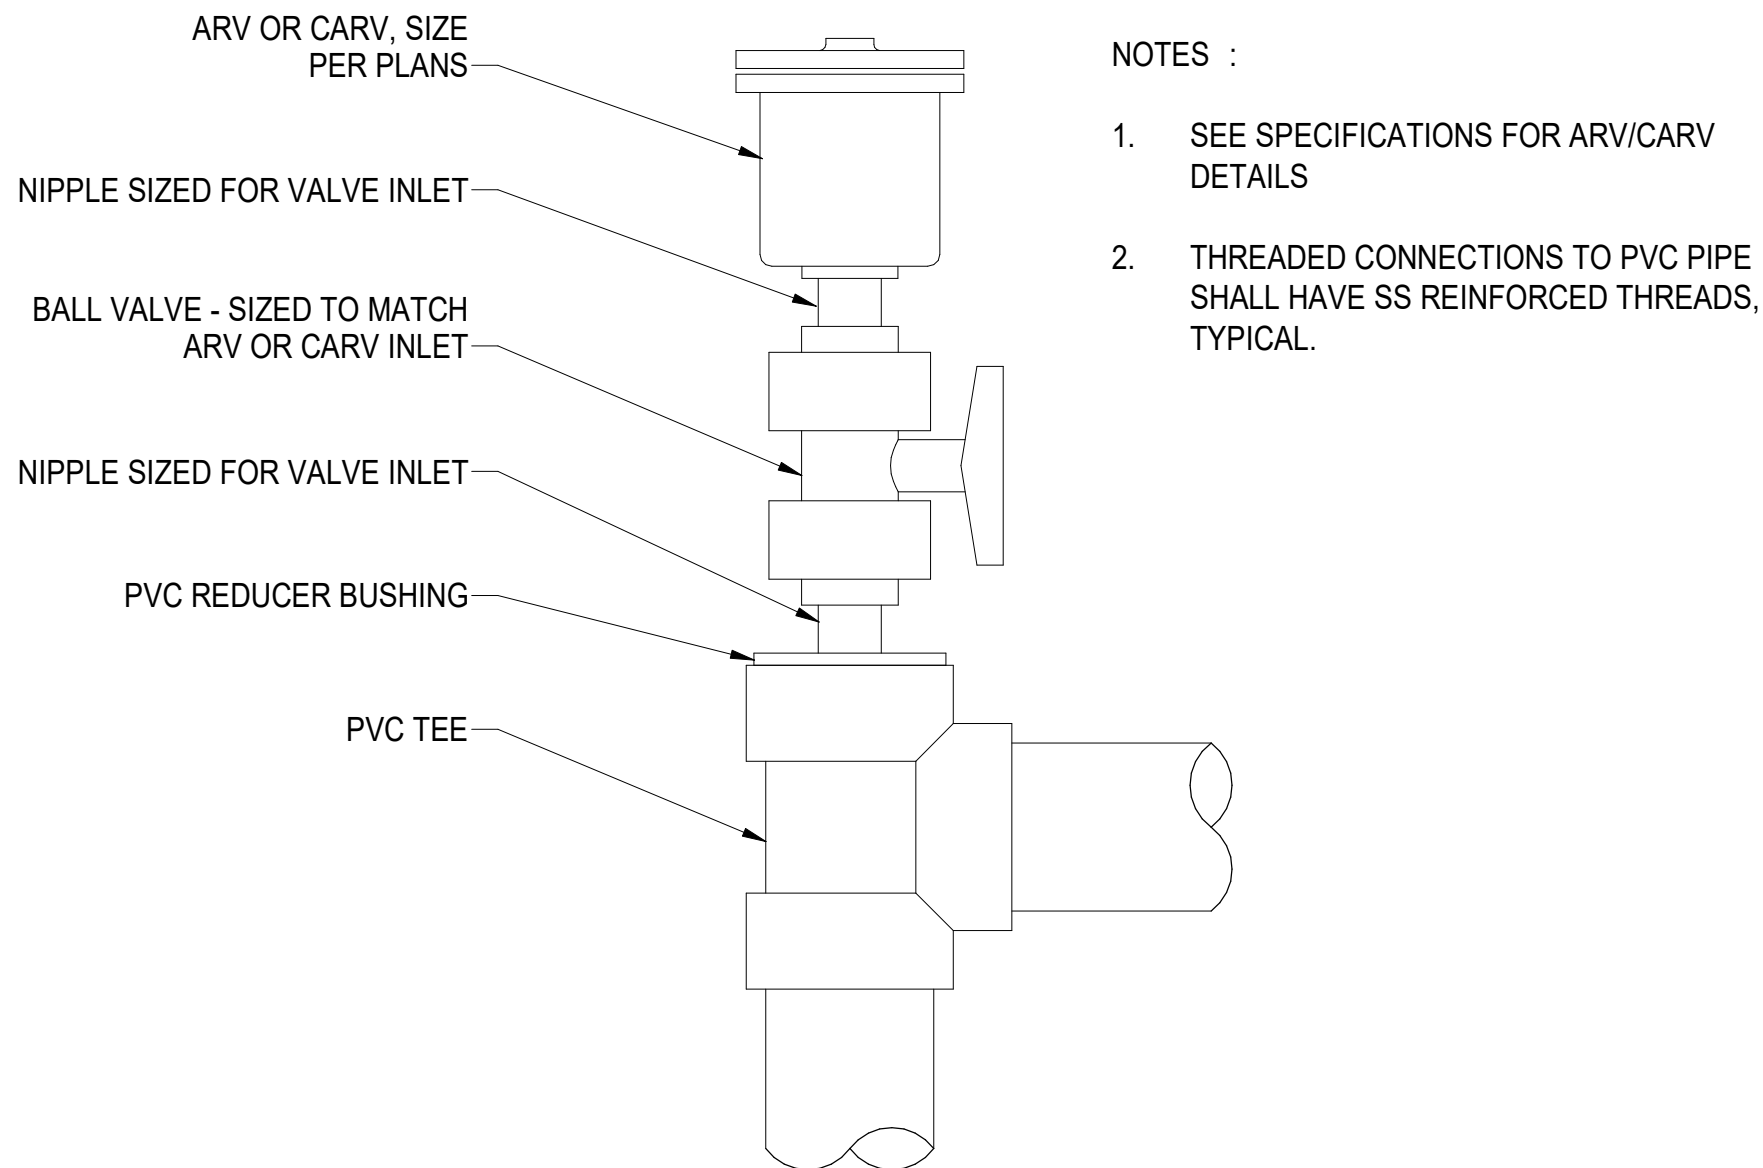 ARV OR CARV, SIZE
PER PLANS
NIPPLE SIZED FOR VALVE INLET
BALL VALVE - SIZED TO MATCH
ARV OR CARV INLET
NIPPLE SIZED FOR VALVE INLET
PVC REDUCER BUSHING
PVC TEE
NOTES :
1. SEE SPECIFICATIONS FOR ARV/CARV
DETAILS
2. THREADED CONNECTIONS TO PVC PIPE
SHALL HAVE SS REINFORCED THREADS,
TYPICAL.